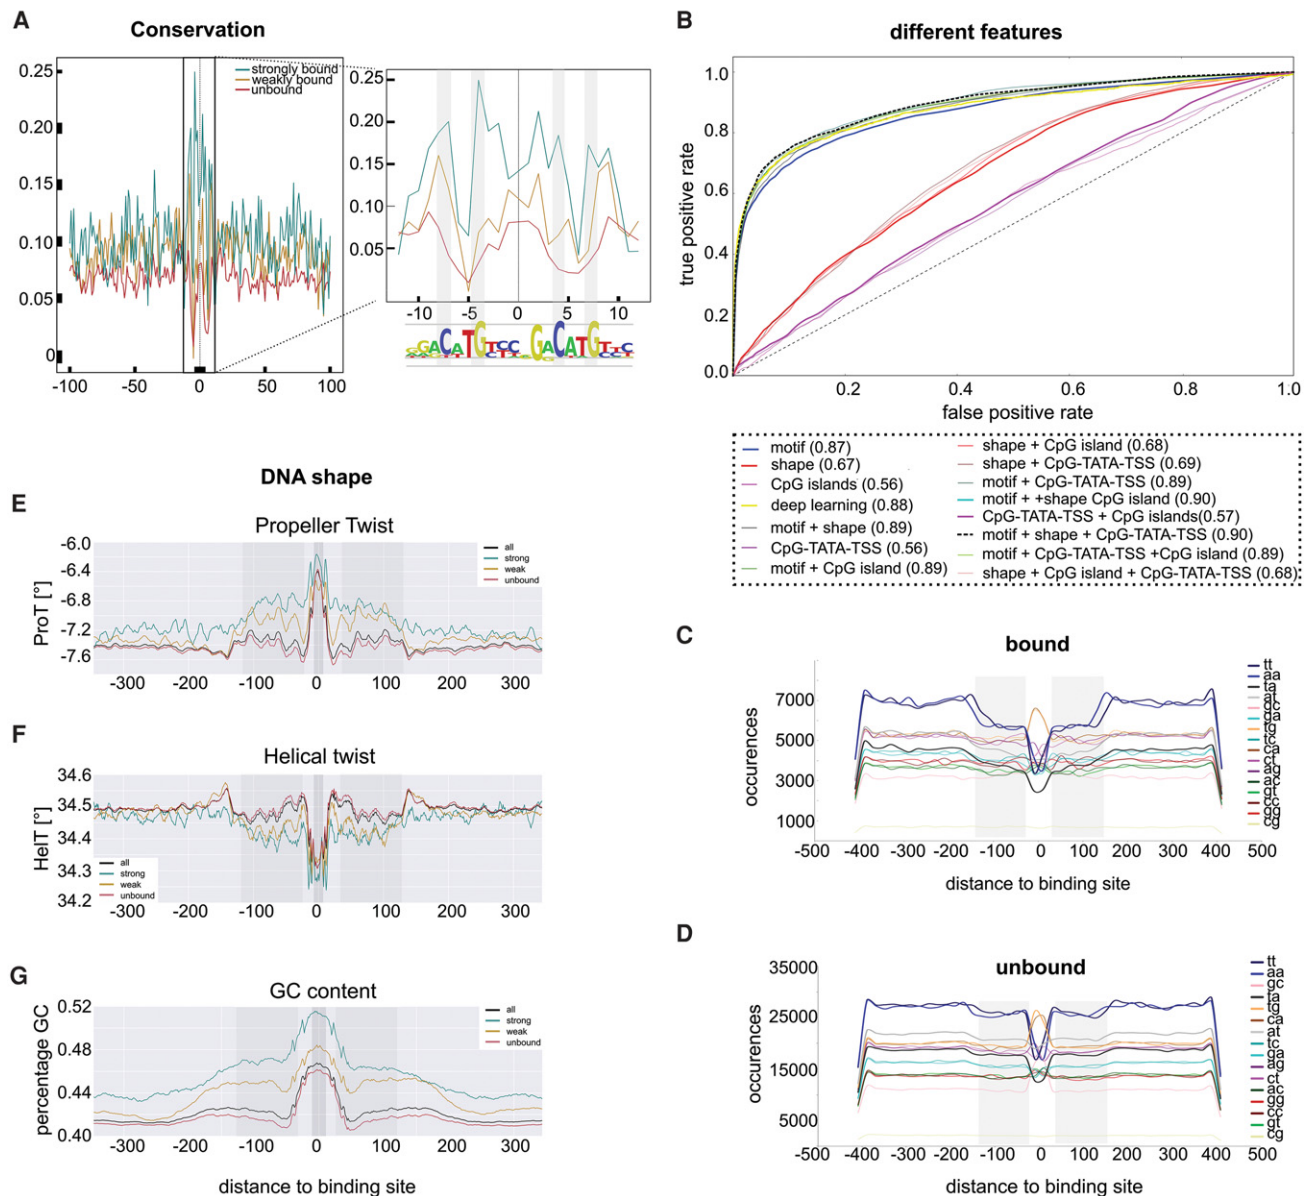 A
Conservation
0.25
0.20
0.15
0.10
0.05
0
strongly bound
weakly bound
unbound
-100
-50
0
50
100
0.25
0.20
0.15
0.10
0.05
-10
-5
0
5
10
B
different features
1.0
0.8
0.6
0.4
0.2
0.0
true positive rate
0.2
0.4
0.6
0.8
1.0
false positive rate
motif (0.87)
shape (0.67)
CpG islands (0.56)
deep learning (0.88)
motif + shape (0.89)
CpG-TATA-TSS (0.56)
motif + CpG island (0.89)
shape + CpG island (0.68)
shape + CpG-TATA-TSS (0.69)
motif + CpG-TATA-TSS (0.89)
motif + +shape CpG island (0.90)
CpG-TATA-TSS + CpG islands(0.57)
motif + shape + CpG-TATA-TSS (0.90)
motif + CpG-TATA-TSS +CpG island (0.89)
shape + CpG island + CpG-TATA-TSS (0.68)
DNA shape
E
Propeller Twist
-6.0
-6.4
-6.8
-7.2
-7.6
ProT [°]
all
strong
weak
unbound
-300
-200
-100
0
100
200
300
F
Helical twist
34.6
34.5
34.4
34.3
34.2
HelT [°]
all
strong
weak
unbound
-300
-200
-100
0
100
200
300
G
GC content
0.52
0.48
0.44
0.40
percentage GC
all
strong
weak
unbound
-300
-200
-100
0
100
200
300
distance to binding site
C
bound
7000
5000
3000
1000
occurences
-500
-400
-300
-200
-100
0
100
200
300
400
500
distance to binding site
tt
aa
ta
at
gc
ga
tg
tc
ca
ct
ag
ac
gt
cc
gg
cg
D
unbound
35000
25000
15000
5000
occurences
-500
-400
-300
-200
-100
0
100
200
300
400
500
distance to binding site
tt
aa
gc
ta
tg
ca
at
tc
ga
ag
ct
ac
gg
cc
gt
cg